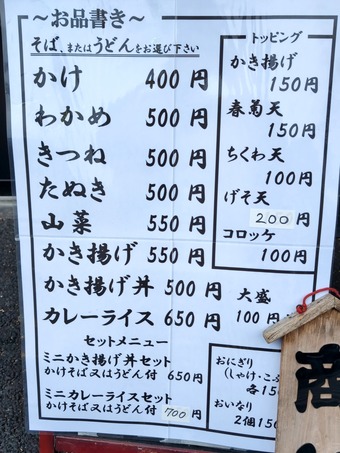 ～お品書き～
そば、またはうどんをお選び下さい
かけ 400円
わかめ 500円
きつね 500円
たぬき 500円
山菜 550円
かき揚げ 550円
かき揚げ丼 500円
カレーライス 650円
大盛
100円
セットメニュー
ミニかき揚げ丼セット
かけそば又はうどん付 650円
ミニカレーライスセット
かけそば又はうどん付 700円
トッピング
かき揚げ
150円
春菊天
150円
ちくわ天
100円
げそ天
200円
コロッケ
100円
おにぎり
(しゃけ・こぶ
各150
おいなり
2個150
商